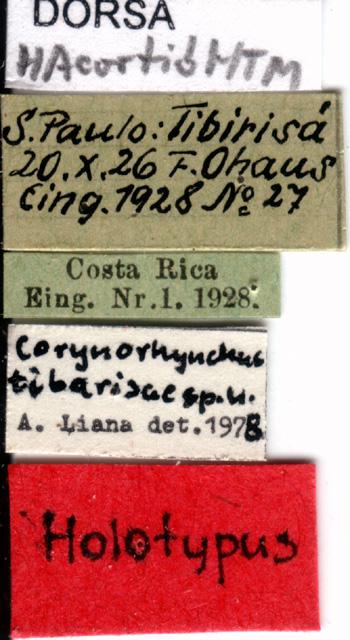 DORSA
S. Paulo: Tibirisá
20. X. 26 F. Ohaus
Eing. 1928 No 27
Costa Rica
Eing. Nr. 1. 1928.
Corynorhynchus
tibarisae sp. n.
A. Liana det. 1978
Holotypus